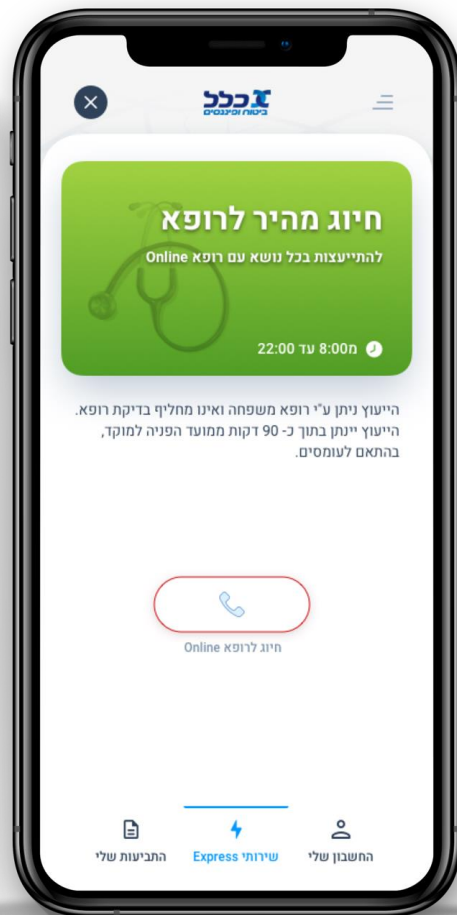 כלל
ביטוח ופיננסים
חיוג מהיר לרופא
להתייעצות בכל נושא עם רופא Online
מ8:00 עד 22:00
הייעוץ ניתן ע"י רופא משפחה ואינו מחליף בדיקת רופא.
הייעוץ יינתן בתוך כ- 90 דקות ממועד הפניה למוקד,
בהתאם לעומסים.
חיוג לרופא Online
החשבון שלי
שירותי Express
התביעות שלי